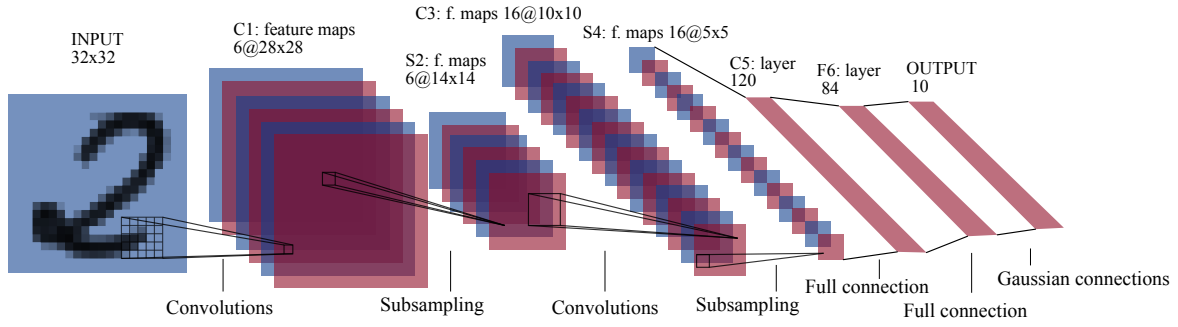 INPUT
32x32
C1: feature maps
6@28x28
S2: f. maps
6@14x14
C3: f. maps 16@10x10
S4: f. maps 16@5x5
C5: layer
120
F6: layer
84
OUTPUT
10
Convolutions
Subsampling
Convolutions
Subsampling
Full connection
Full connection
Gaussian connections